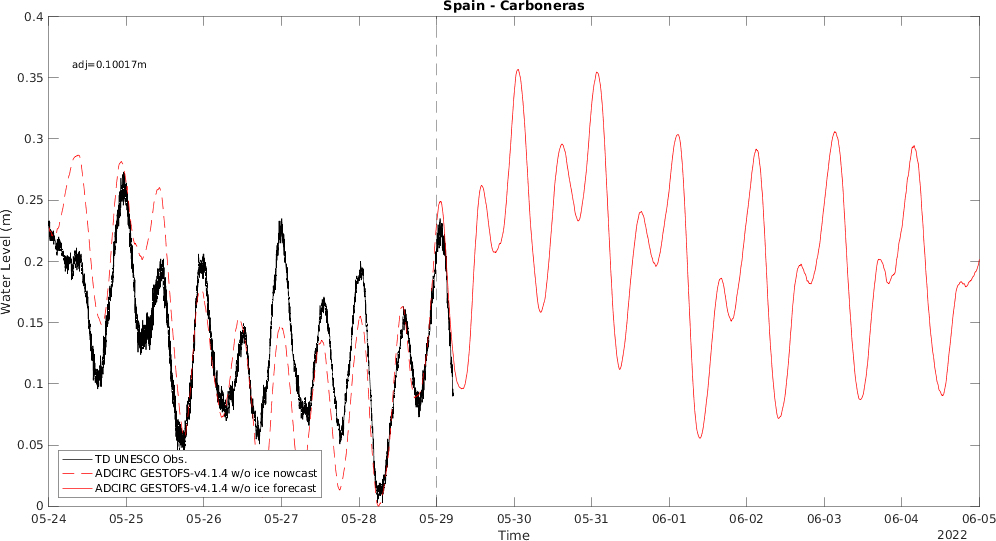 Spain - Carboneras
0.4
0.35
0.3
0.25
0.2
0.15
0.1
0.05
0
Water Level (m)
adj=0.10017m
TD UNESCO Obs.
ADCIRC GESTOFS-v4.1.4 w/o ice nowcast
ADCIRC GESTOFS-v4.1.4 w/o ice forecast
05-24 05-25 05-26 05-27 05-28 05-29 05-30 05-31 06-01 06-02 06-03 06-04 06-05
Time
2022